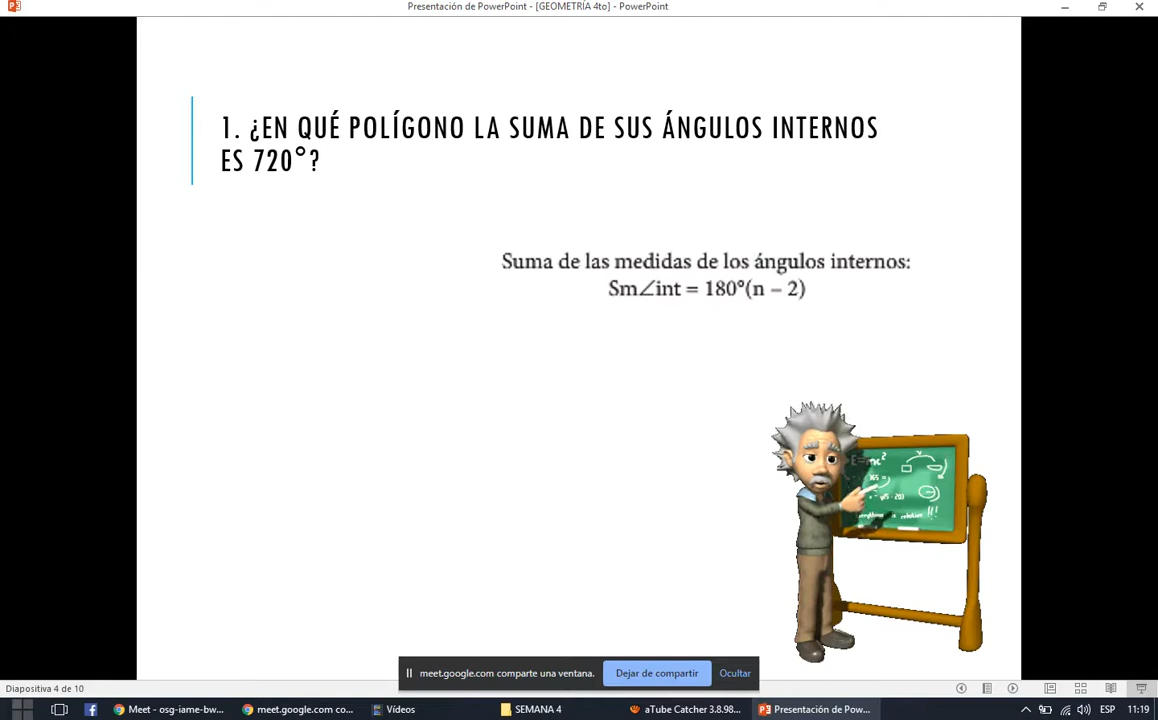 Presentación de PowerPoint - [GEOMETRÍA 4to] - PowerPoint
1. ¿EN QUÉ POLÍGONO LA SUMA DE SUS ÁNGULOS INTERNOS
ES 720°?
Suma de las medidas de los ángulos internos:
Sm∠int = 180°(n – 2)
meet.google.com comparte una ventana.
Dejar de compartir
Ocultar
Diapositiva 4 de 10
Meet - osg-iame-bw...
meet.google.com co...
Vídeos
SEMANA 4
aTube Catcher 3.8.98...
Presentación de Pow...
ESP
11:19